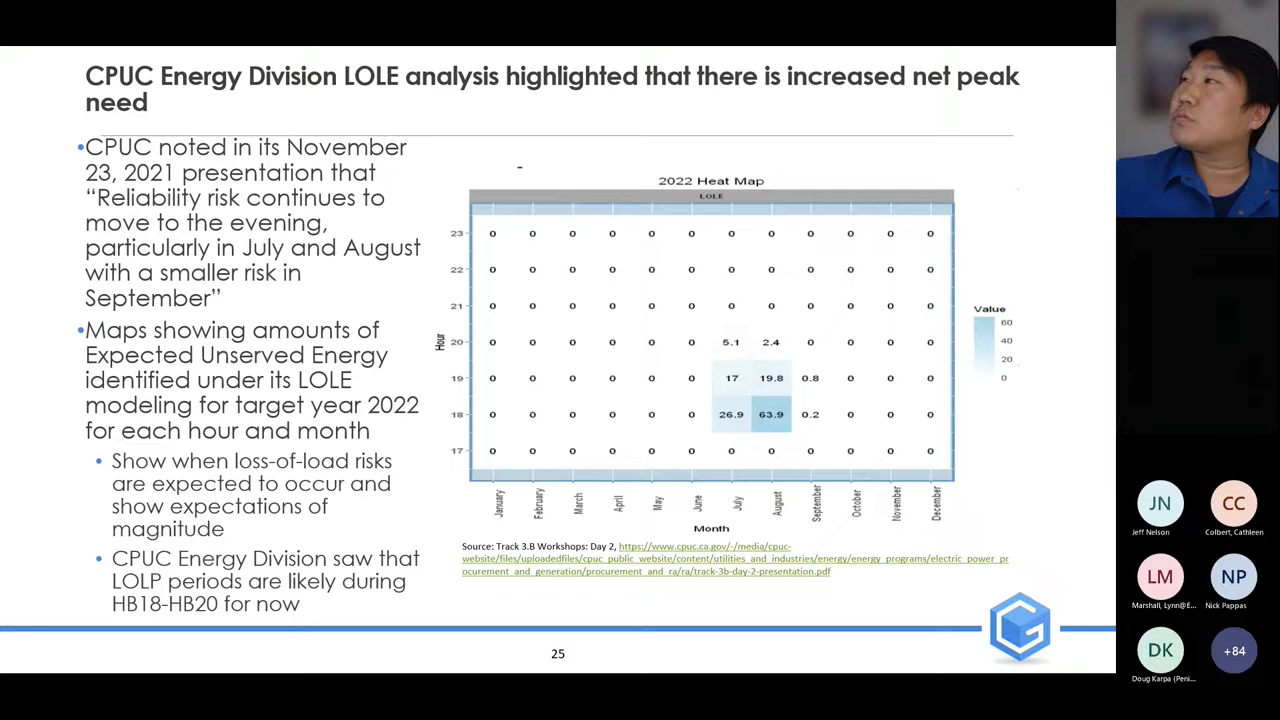 CPUC Energy Division LOLE analysis highlighted that there is increased net peak
need
•CPUC noted in its November
23, 2021 presentation that
“Reliability risk continues to
move to the evening,
particularly in July and August
with a smaller risk in
September”
•Maps showing amounts of
Expected Unserved Energy
identified under its LOLE
modeling for target year 2022
for each hour and month
• Show when loss-of-load risks
are expected to occur and
show expectations of
magnitude
• CPUC Energy Division saw that
LOLP periods are likely during
HB18-HB20 for now
-
2022 Heat Map
LOLE
23 0 0 0 0 0 0 0 0 0 0 0 0
22 0 0 0 0 0 0 0 0 0 0 0 0
21 0 0 0 0 0 0 0 0 0 0 0 0
20 0 0 0 0 0 0 5.1 2.4 0 0 0 0
19 0 0 0 0 0 0 17 19.8 0.8 0 0 0
18 0 0 0 0 0 0 26.9 63.9 0.2 0 0 0
17 0 0 0 0 0 0 0 0 0 0 0 0
Hour
January February March April May June July August September October November December
Month
Value
60
40
20
0
Source: Track 3.B Workshops: Day 2, https://www.cpuc.ca.gov/-/media/cpuc-
website/files/uploadedfiles/cpuc_public_website/content/utilities_and_industries/energy/energy_programs/electric_power_pr
ocurement_and_generation/procurement_and_ra/ra/track-3b-day-2-presentation.pdf
25
JN
Jeff Nelson
CC
Colbert, Cathleen
LM
Marshall, Lynn@E...
NP
Nick Pappas
DK
Doug Karpa (Peni...
+84